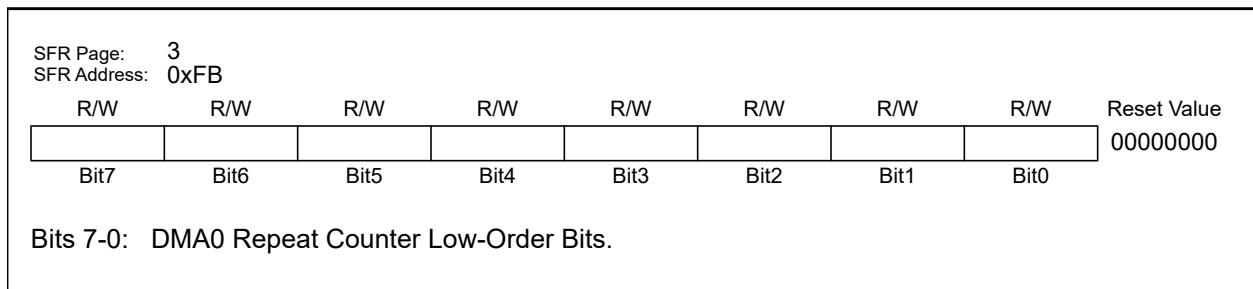 SFR Page: 3
SFR Address: 0xFB
R/W R/W R/W R/W R/W R/W R/W R/W Reset Value
00000000
Bit7 Bit6 Bit5 Bit4 Bit3 Bit2 Bit1 Bit0
Bits 7-0: DMA0 Repeat Counter Low-Order Bits.